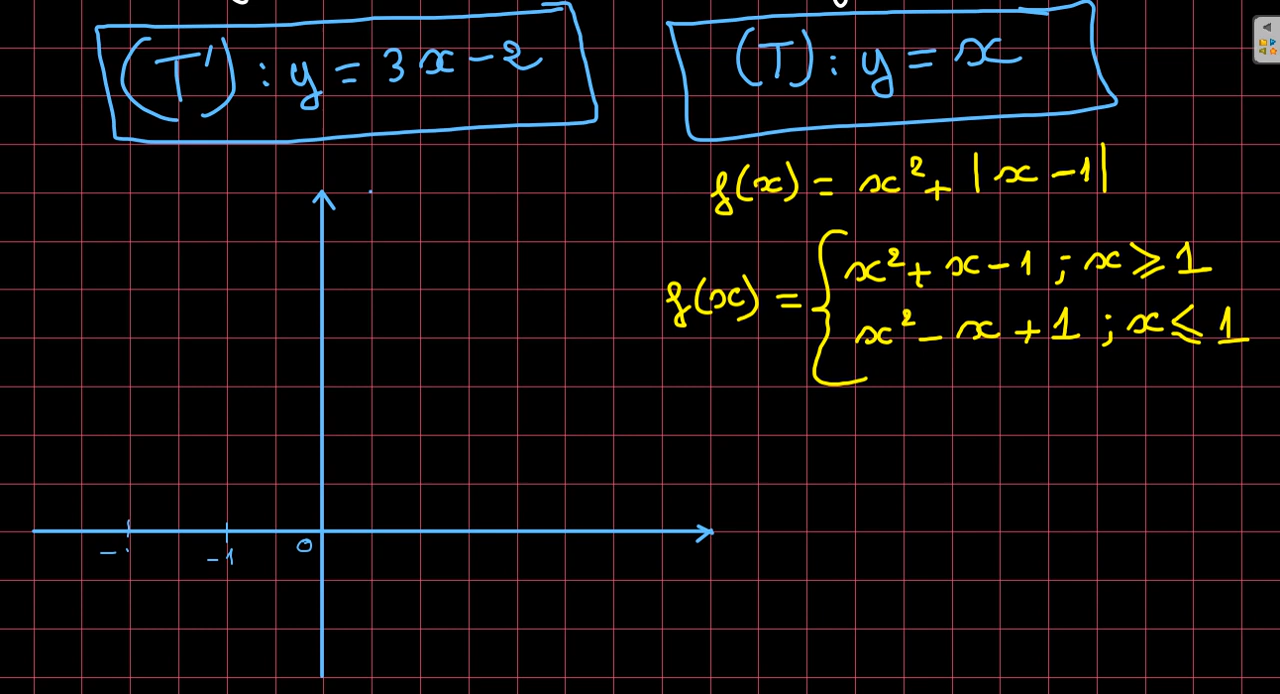 (T') : y = 3x - 2
(T) : y = x
f(x) = x² + |x - 1|
f(x) = { x² + x - 1 ; x ⩾ 1
x² - x + 1 ; x ⩽ 1
-1 0